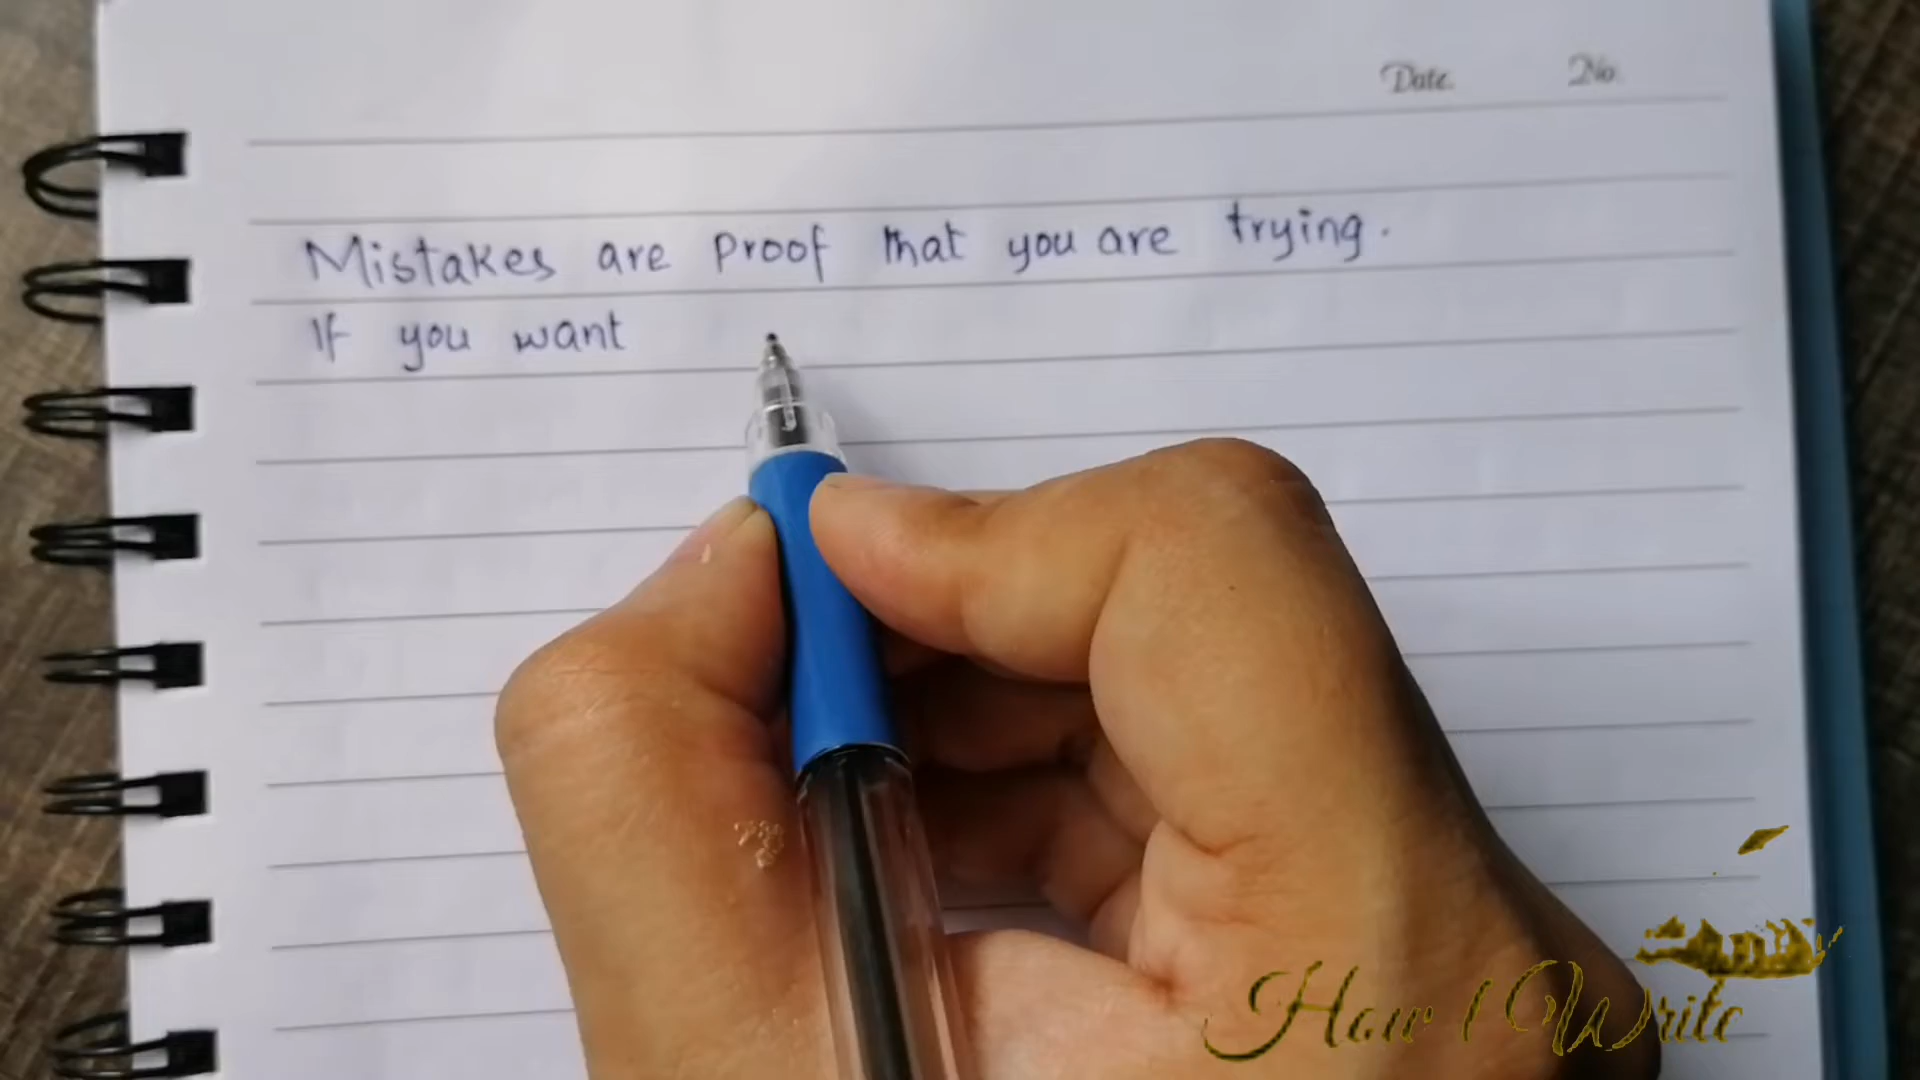 Date. No.
Mistakes are proof that you are trying.
If you want
How I Write